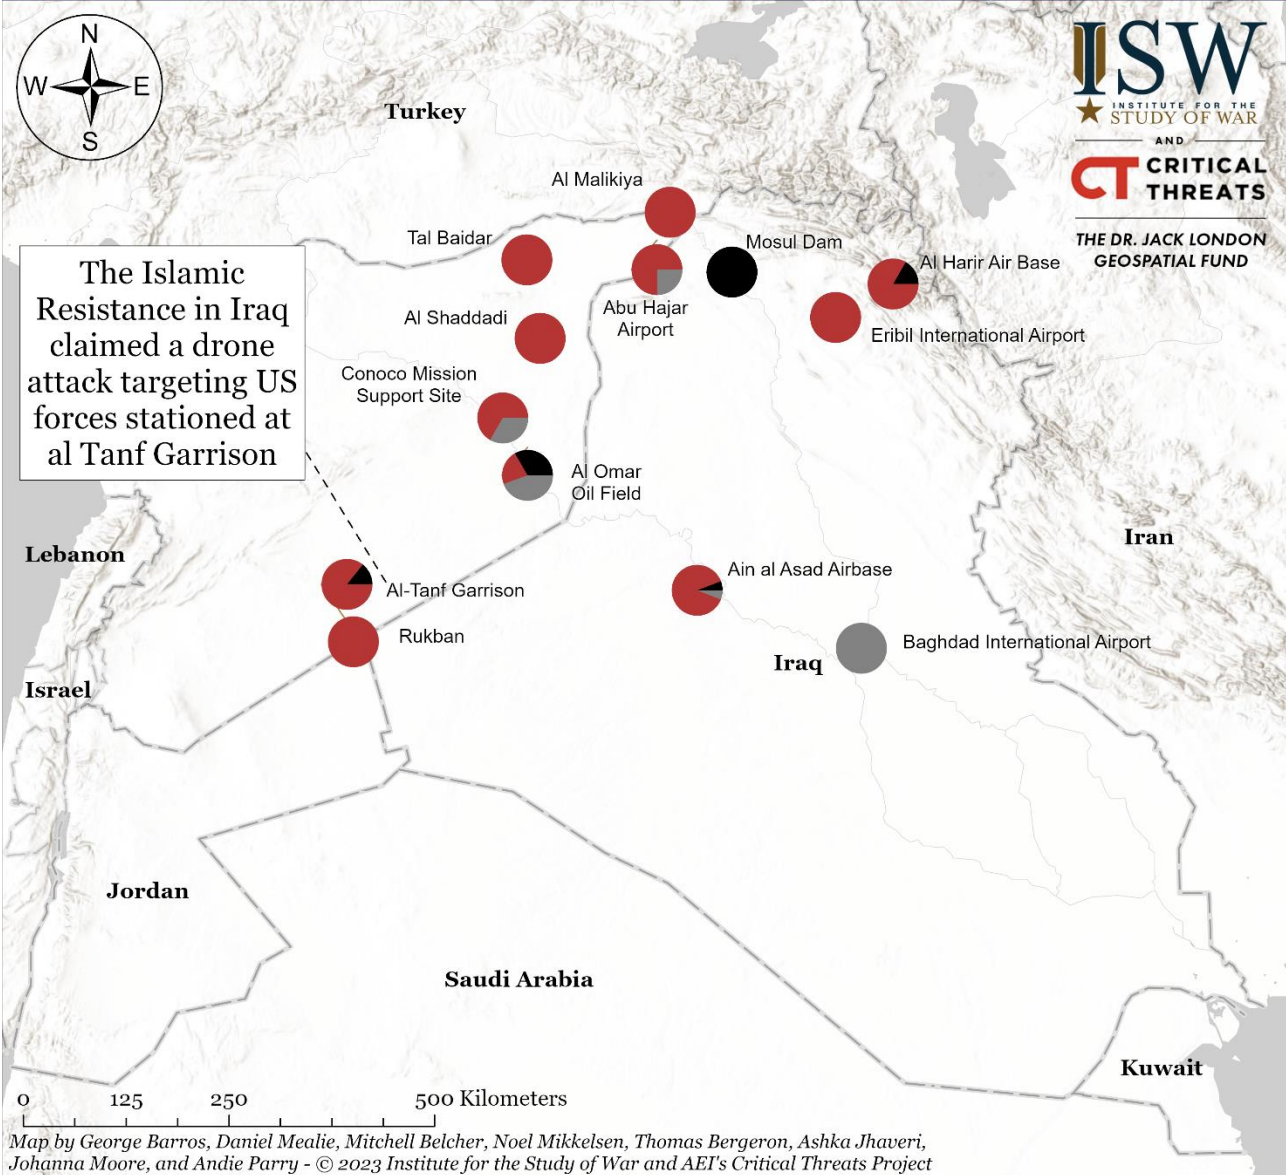 N
W
E
S
ISW
INSTITUTE FOR THE
STUDY OF WAR
AND
CT CRITICAL
THREATS
THE DR. JACK LONDON
GEOSPATIAL FUND
Turkey
Al Malikiya
Tal Baidar
Mosul Dam
Al Harir Air Base
Abu Hajar
Airport
Eribil International Airport
Al Shaddadi
Conoco Mission
Support Site
Al Omar
Oil Field
The Islamic
Resistance in Iraq
claimed a drone
attack targeting US
forces stationed at
al Tanf Garrison
Lebanon
Iran
Al-Tanf Garrison
Ain al Asad Airbase
Rukban
Baghdad International Airport
Iraq
Israel
Jordan
Saudi Arabia
Kuwait
0 125 250 500 Kilometers
Map by George Barros, Daniel Mealie, Mitchell Belcher, Noel Mikkelsen, Thomas Bergeron, Ashka Jhaveri,
Johanna Moore, and Andie Parry - © 2023 Institute for the Study of War and AEI's Critical Threats Project